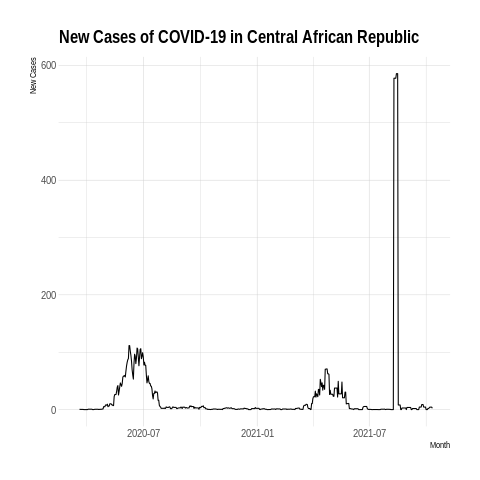 New Cases of COVID-19 in Central African Republic
New Cases
600
400
200
0
2020-07
2021-01
2021-07
Month